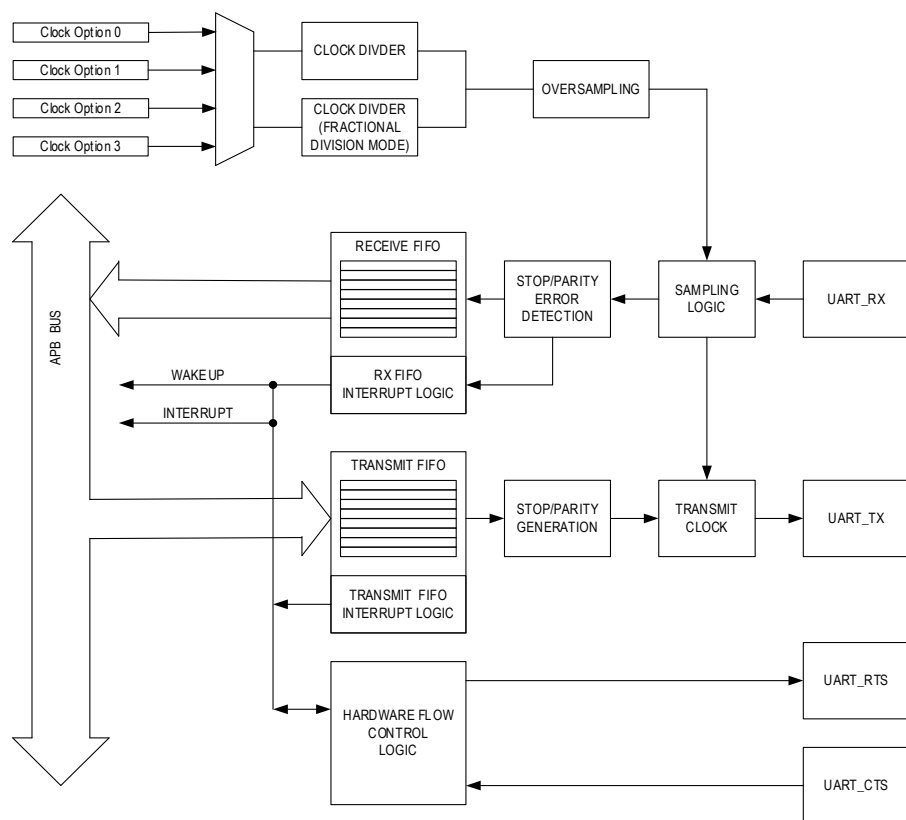 Clock Option 0
Clock Option 1
Clock Option 2
Clock Option 3
CLOCK DIVDER
CLOCK DIVDER
(FRACTIONAL
DIVISION MODE)
OVERSAMPLING
APB BUS
RECEIVE FIFO
RX FIFO
INTERRUPT LOGIC
STOP/PARITY
ERROR
DETECTION
SAMPLING
LOGIC
UART_RX
WAKEUP
INTERRUPT
TRANSMIT FIFO
TRANSMIT FIFO
INTERRUPT LOGIC
STOP/PARITY
GENERATION
TRANSMIT
CLOCK
UART_TX
HARDWARE FLOW
CONTROL
LOGIC
UART_RTS
UART_CTS